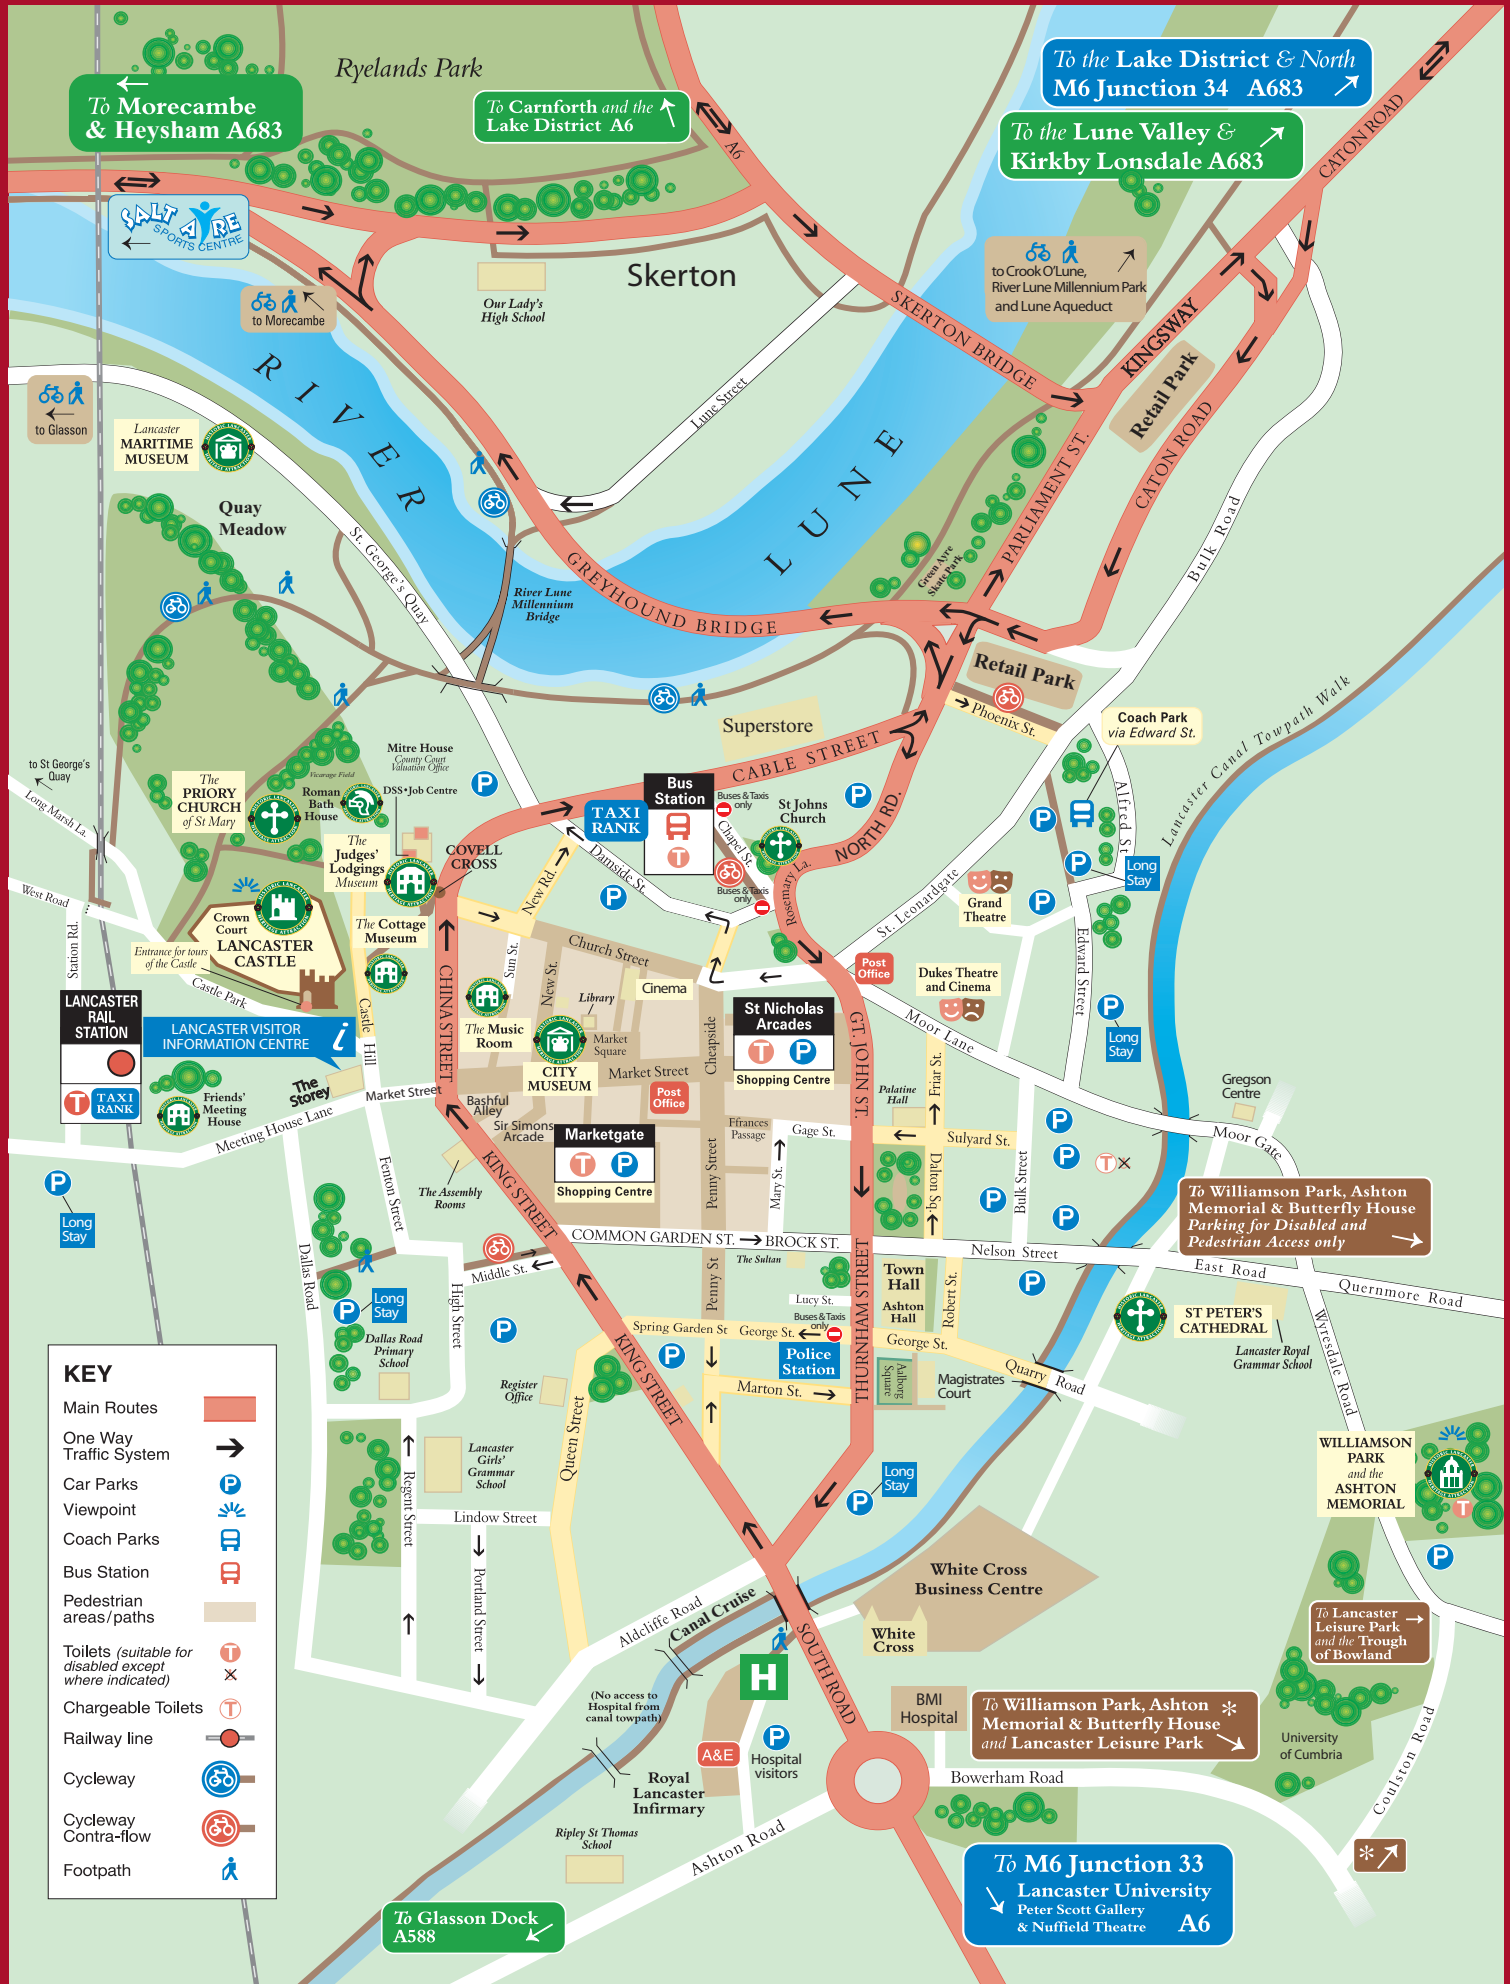 Ryelands Park
To Morecambe
& Heysham A683
To Carnforth and the
Lake District A6
A6
To the Lake District & North
M6 Junction 34 A683
To the Lune Valley &
Kirkby Lonsdale A683
CATON ROAD
SALT AYRE
SPORTS CENTRE
to Morecambe
Our Lady's
High School
Skerton
to Crook O'Lune,
River Lune Millennium Park
and Lune Aqueduct
SKERTON BRIDGE
KINGSWAY
Retail Park
CATON ROAD
to Glasson
Lancaster
MARITIME
MUSEUM
RIVER
LUNE
Lune Street
Quay
Meadow
St. George's Quay
GREYHOUND BRIDGE
River Lune
Millennium
Bridge
Green Ayre
Skate Park
PARLIAMENT ST.
Bulk Road
Retail Park
Phoenix St.
Coach Park
via Edward St.
Lancaster Canal Towpath Walk
Superstore
CABLE STREET
Mitre House
County Court
Valuation Office
DSS•Job Centre
Vicarage Field
Roman
Bath
House
The
PRIORY
CHURCH
of St Mary
to St George's
Quay
Long Marsh La.
The
Judges'
Lodgings
Museum
COVELL
CROSS
TAXI
RANK
Bus
Station
T
Buses & Taxis
only
Chapel St.
Buses & Taxis
only
St Johns
Church
P
NORTH RD.
Rosemary La.
Alfred St.
Long
Stay
Grand
Theatre
St. Leonardgate
Damside St.
New Rd.
West Road
Station Rd.
Crown
Court
LANCASTER
CASTLE
Entrance for tours
of the Castle
Castle Park
The Cottage
Museum
Church Street
Sun St.
New St.
Cinema
Library
Post
Office
Dukes Theatre
and Cinema
Edward Street
Long
Stay
LANCASTER
RAIL
STATION
T TAXI
RANK
LANCASTER VISITOR
INFORMATION CENTRE
i
Castle Hill
CHINA STREET
The Music
Room
CITY
MUSEUM
Market
Square
Cheapside
St Nicholas
Arcades
T P
Shopping Centre
GT. JOHN ST.
Moor Lane
Friar St.
Palatine
Hall
Gregson
Centre
The
Storey
Friends'
Meeting
House
Meeting House Lane
Market Street
Market Street
Post
Office
Bashful
Alley
Sir Simons
Arcade
Marketgate
T P
Shopping Centre
Ffrances
Passage
Gage St.
Sulyard St.
Moor Gate
Mary St.
Penny Street
Dalton Sq.
Bulk Street
T
Long
Stay
The Assembly
Rooms
KING STREET
Fenton Street
Dallas Road
COMMON GARDEN ST.
BROCK ST.
The Sultan
Nelson Street
To Williamson Park, Ashton
Memorial & Butterfly House
Parking for Disabled and
Pedestrian Access only
East Road
Quernmore Road
Middle St.
High Street
Long
Stay
Dallas Road
Primary
School
Penny St
Lucy St.
Town
Hall
Ashton
Hall
Robert St.
THURNHAM STREET
Buses & Taxis
only
Spring Garden St
George St.
George St.
Police
Station
Marton St.
Aalborg
Square
Magistrates
Court
Quarry Road
ST PETER'S
CATHEDRAL
Lancaster Royal
Grammar School
Wyresdale Road
KING STREET
Register
Office
Queen Street
Lancaster
Girls'
Grammar
School
Regent Street
Lindow Street
Portland Street
Long
Stay
WILLIAMSON
PARK
and the
ASHTON
MEMORIAL
T
KEY
Main Routes
One Way
Traffic System
Car Parks
P
Viewpoint
Coach Parks
Bus Station
Pedestrian
areas/paths
Toilets (suitable for
disabled except
where indicated)
T
Chargeable Toilets
T
Railway line
Cycleway
Cycleway
Contra-flow
Footpath
Aldcliffe Road
Canal Cruise
White Cross
Business Centre
White
Cross
SOUTH ROAD
H
(No access to
Hospital from
canal towpath)
A&E
P
Hospital
visitors
Royal
Lancaster
Infirmary
BMI
Hospital
To Williamson Park, Ashton *
Memorial & Butterfly House
and Lancaster Leisure Park
To Lancaster
Leisure Park
and the Trough
of Bowland
University
of Cumbria
Bowerham Road
Coulston Road
*
Ripley St Thomas
School
Ashton Road
To Glasson Dock
A588
To M6 Junction 33
Lancaster University
Peter Scott Gallery
& Nuffield Theatre A6